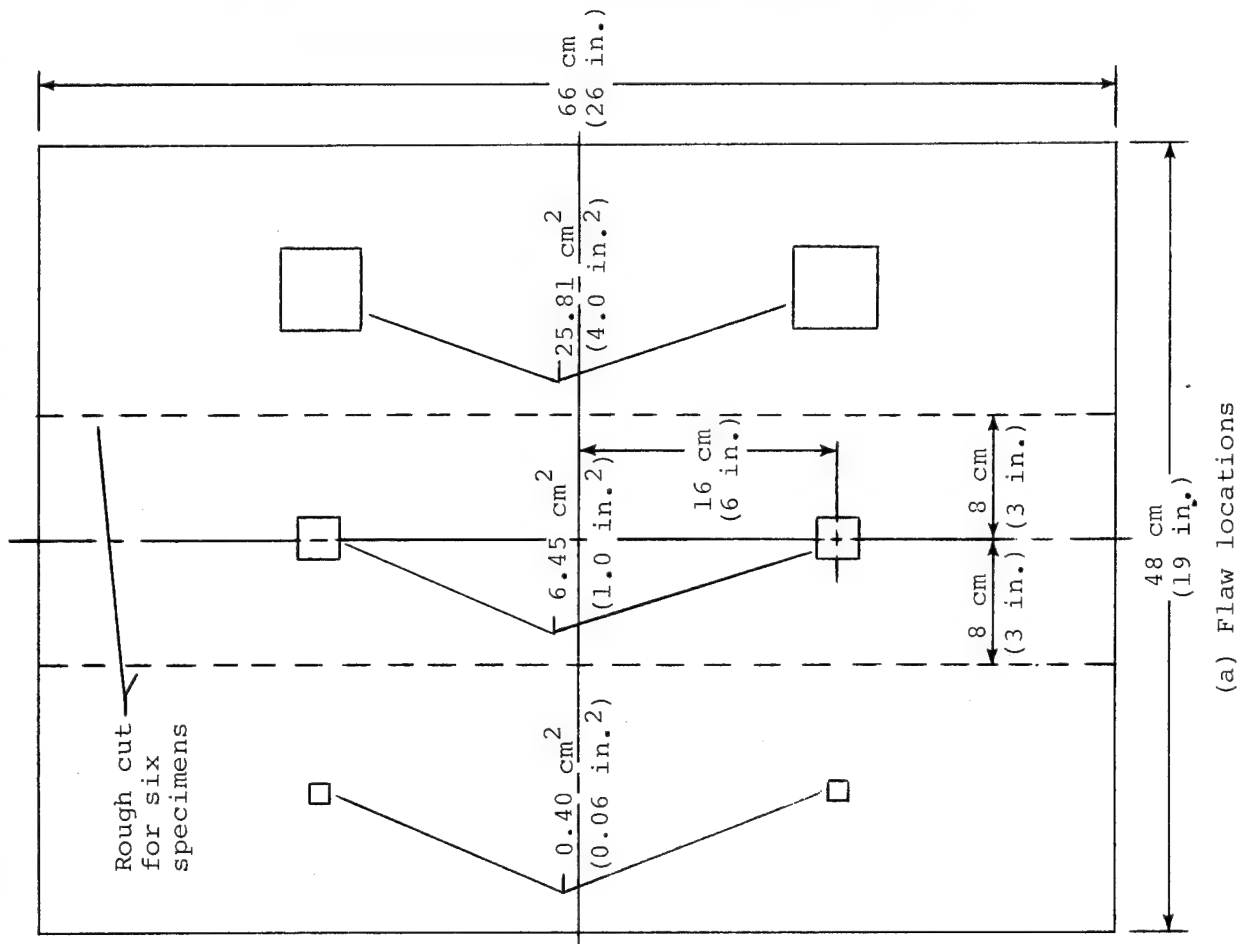 Rough cut
for six
specimens
66 cm
(26 in.)
0.40 cm²
(0.06 in.²)
6.45 cm²
(1.0 in.²)
25.81 cm²
(4.0 in.²)
16 cm
(6 in.)
8 cm
(3 in.)
8 cm
(3 in.)
48 cm
(19 in.)
(a) Flaw locations